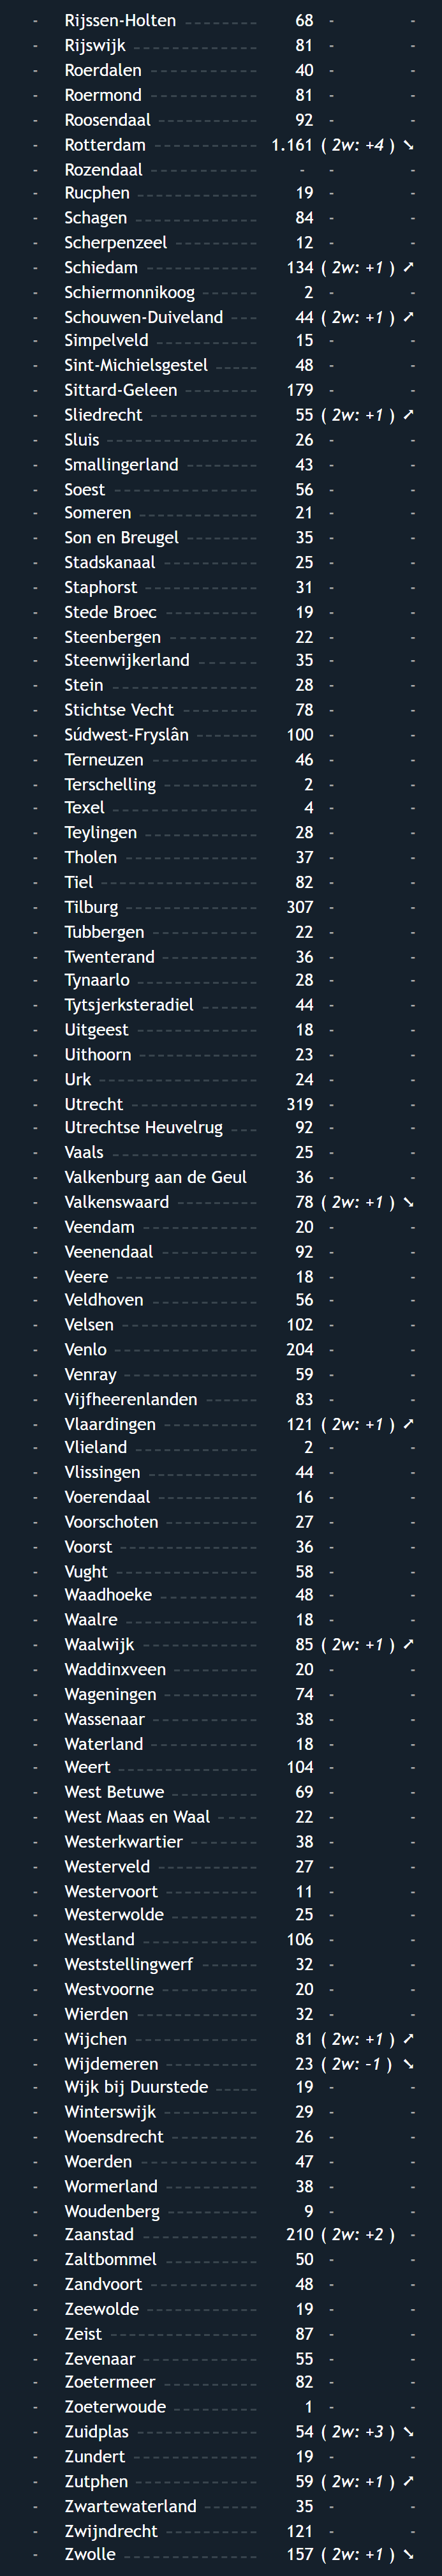 - Rijssen-Holten 68 - -
- Rijswijk 81 - -
- Roerdalen 40 - -
- Roermond 81 - -
- Roosendaal 92 - -
- Rotterdam 1.161 ( 2w: +4 ) ➘
- Rozendaal - - -
- Rucphen 19 - -
- Schagen 84 - -
- Scherpenzeel 12 - -
- Schiedam 134 ( 2w: +1 ) ➚
- Schiermonnikoog 2 - -
- Schouwen-Duiveland 44 ( 2w: +1 ) ➚
- Simpelveld 15 - -
- Sint-Michielsgestel 48 - -
- Sittard-Geleen 179 - -
- Sliedrecht 55 ( 2w: +1 ) ➚
- Sluis 26 - -
- Smallingerland 43 - -
- Soest 56 - -
- Someren 21 - -
- Son en Breugel 35 - -
- Stadskanaal 25 - -
- Staphorst 31 - -
- Stede Broec 19 - -
- Steenbergen 22 - -
- Steenwijkerland 35 - -
- Stein 28 - -
- Stichtse Vecht 78 - -
- Súdwest-Fryslân 100 - -
- Terneuzen 46 - -
- Terschelling 2 - -
- Texel 4 - -
- Teylingen 28 - -
- Tholen 37 - -
- Tiel 82 - -
- Tilburg 307 - -
- Tubbergen 22 - -
- Twenterand 36 - -
- Tynaarlo 28 - -
- Tytsjerksteradiel 44 - -
- Uitgeest 18 - -
- Uithoorn 23 - -
- Urk 24 - -
- Utrecht 319 - -
- Utrechtse Heuvelrug 92 - -
- Vaals 25 - -
- Valkenburg aan de Geul 36 - -
- Valkenswaard 78 ( 2w: +1 ) ➘
- Veendam 20 - -
- Veenendaal 92 - -
- Veere 18 - -
- Veldhoven 56 - -
- Velsen 102 - -
- Venlo 204 - -
- Venray 59 - -
- Vijfheerenlanden 83 - -
- Vlaardingen 121 ( 2w: +1 ) ➚
- Vlieland 2 - -
- Vlissingen 44 - -
- Voerendaal 16 - -
- Voorschoten 27 - -
- Voorst 36 - -
- Vught 58 - -
- Waadhoeke 48 - -
- Waalre 18 - -
- Waalwijk 85 ( 2w: +1 ) ➚
- Waddinxveen 20 - -
- Wageningen 74 - -
- Wassenaar 38 - -
- Waterland 18 - -
- Weert 104 - -
- West Betuwe 69 - -
- West Maas en Waal 22 - -
- Westerkwartier 38 - -
- Westerveld 27 - -
- Westervoort 11 - -
- Westerwolde 25 - -
- Westland 106 - -
- Weststellingwerf 32 - -
- Westvoorne 20 - -
- Wierden 32 - -
- Wijchen 81 ( 2w: +1 ) ➚
- Wijdemeren 23 ( 2w: -1 ) ➘
- Wijk bij Duurstede 19 - -
- Winterswijk 29 - -
- Woensdrecht 26 - -
- Woerden 47 - -
- Wormerland 38 - -
- Woudenberg 9 - -
- Zaanstad 210 ( 2w: +2 ) -
- Zaltbommel 50 - -
- Zandvoort 48 - -
- Zeewolde 19 - -
- Zeist 87 - -
- Zevenaar 55 - -
- Zoetermeer 82 - -
- Zoeterwoude 1 - -
- Zuidplas 54 ( 2w: +3 ) ➘
- Zundert 19 - -
- Zutphen 59 ( 2w: +1 ) ➚
- Zwartewaterland 35 - -
- Zwijndrecht 121 - -
- Zwolle 157 ( 2w: +1 ) ➘